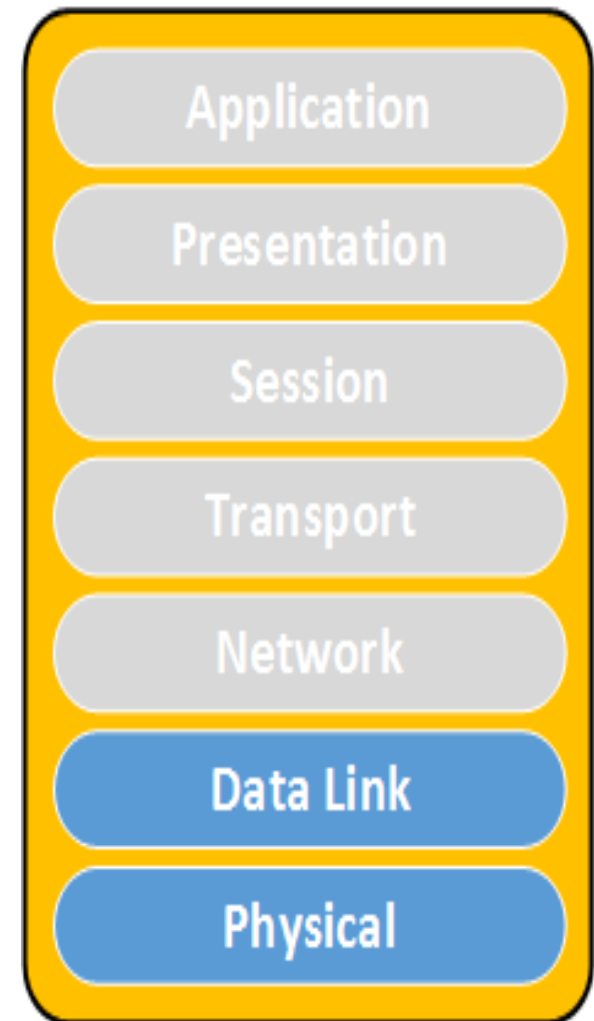 Application
Presentation
Session
Transport
Network
Data Link
Physical